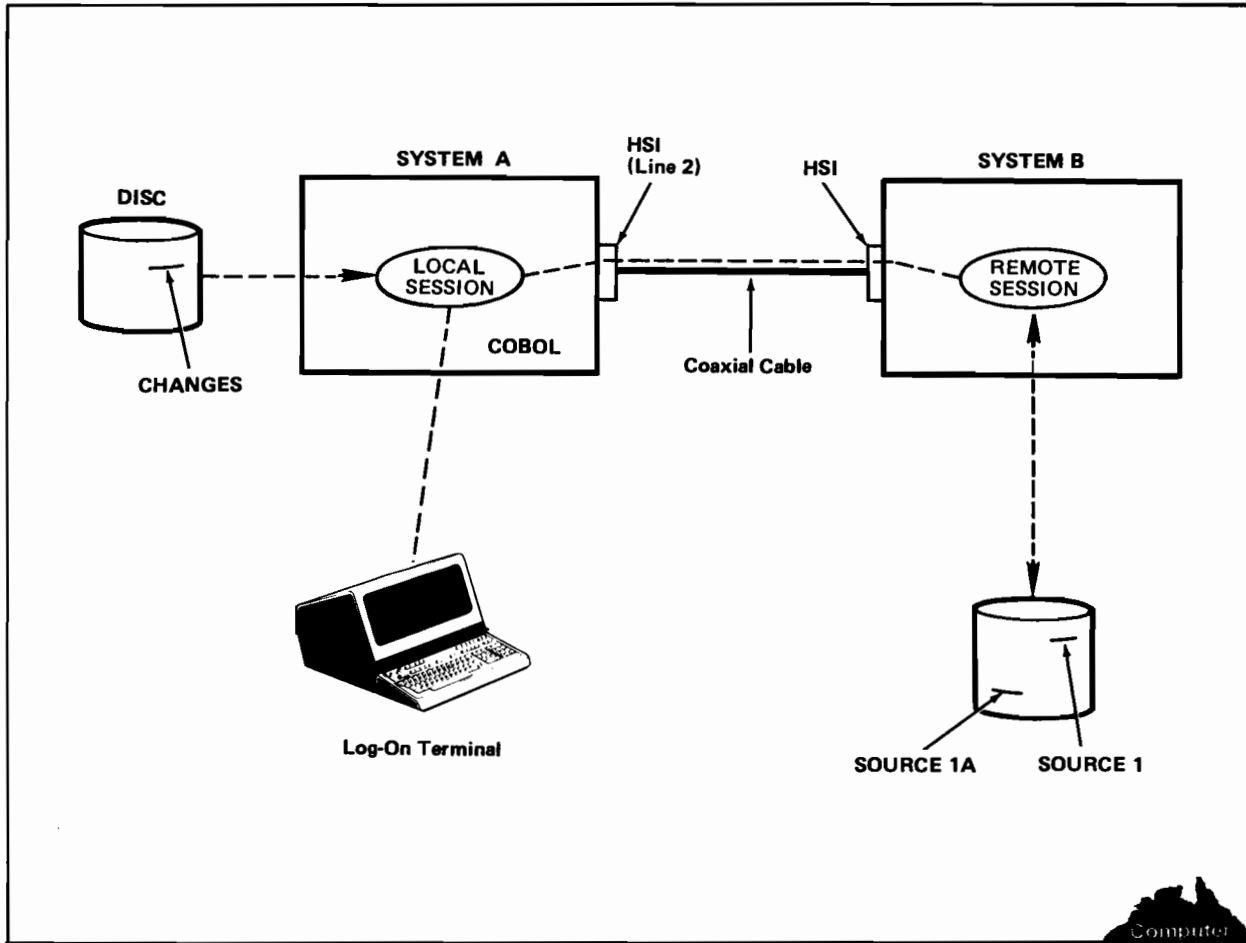 SYSTEM A
HSI
(Line 2)
HSI
SYSTEM B
DISC
LOCAL
SESSION
REMOTE
SESSION
COBOL
Coaxial Cable
CHANGES
Log-On Terminal
SOURCE 1A
SOURCE 1
Computer